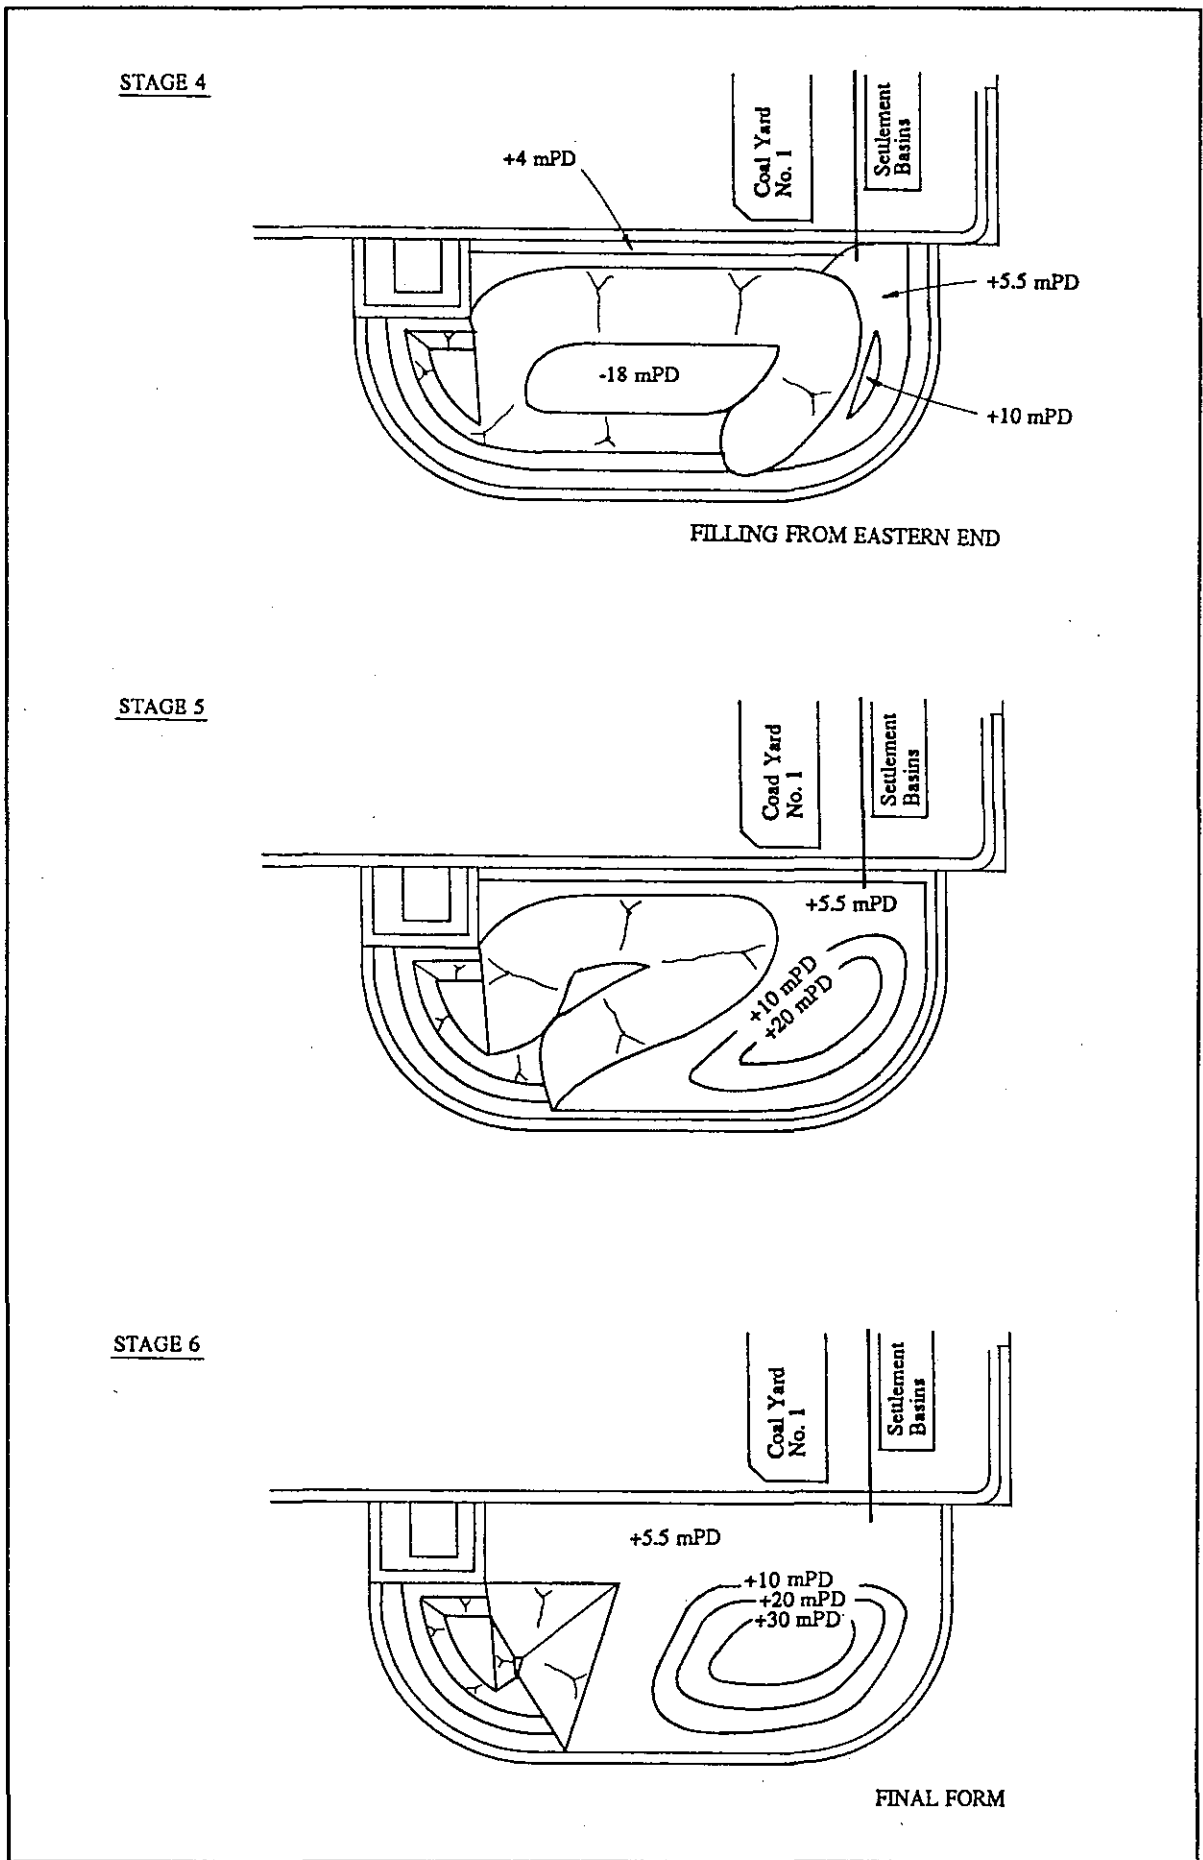 STAGE 4
Coal Yard
No. 1
Settlement
Basins
+4 mPD
+5.5 mPD
-18 mPD
+10 mPD
FILLING FROM EASTERN END
STAGE 5
Coad Yard
No. 1
Settlement
Basins
+5.5 mPD
+10 mPD
+20 mPD
STAGE 6
Coal Yard
No. 1
Settlement
Basins
+5.5 mPD
+10 mPD
+20 mPD
+30 mPD
FINAL FORM